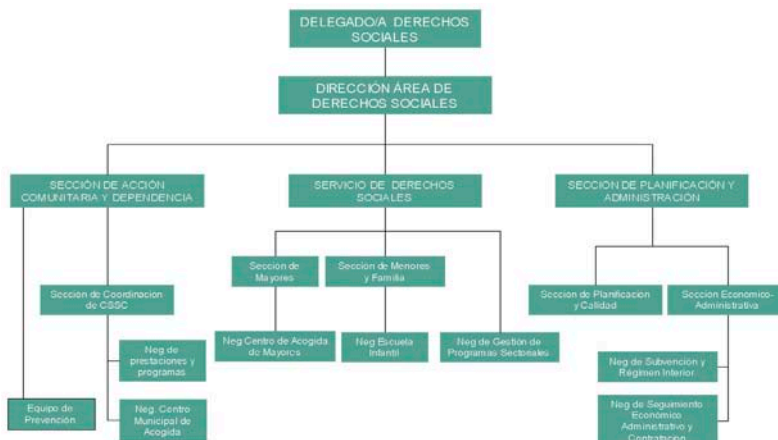 DELEGADO/A DERECHOS
SOCIALES
DIRECCIÓN ÁREA DE
DERECHOS SOCIALES
SECCIÓN DE ACCIÓN
COMUNITARIA Y DEPENDENCIA
SERVICIO DE DERECHOS
SOCIALES
SECCIÓN DE PLANIFICACIÓN Y
ADMINISTRACIÓN
Sección de
Mayores
Sección de Menores
y Familia
Sección de Coordinacion
de CSSC
Sección de Planificación
y Calidad
Sección Económico-
Administrativa
Neg Centro de Acogida
de Mayores
Neg Escuela
Infantil
Neg de Gestión de
Programas Sectoriales
Neg de
prestaciones y
programas
Neg de Subvención y
Régimen Interior
Equipo de
Prevención
Neg. Centro
Municipal de
Acogida
Neg de Seguimiento
Económico
Administrativo y
Contratación